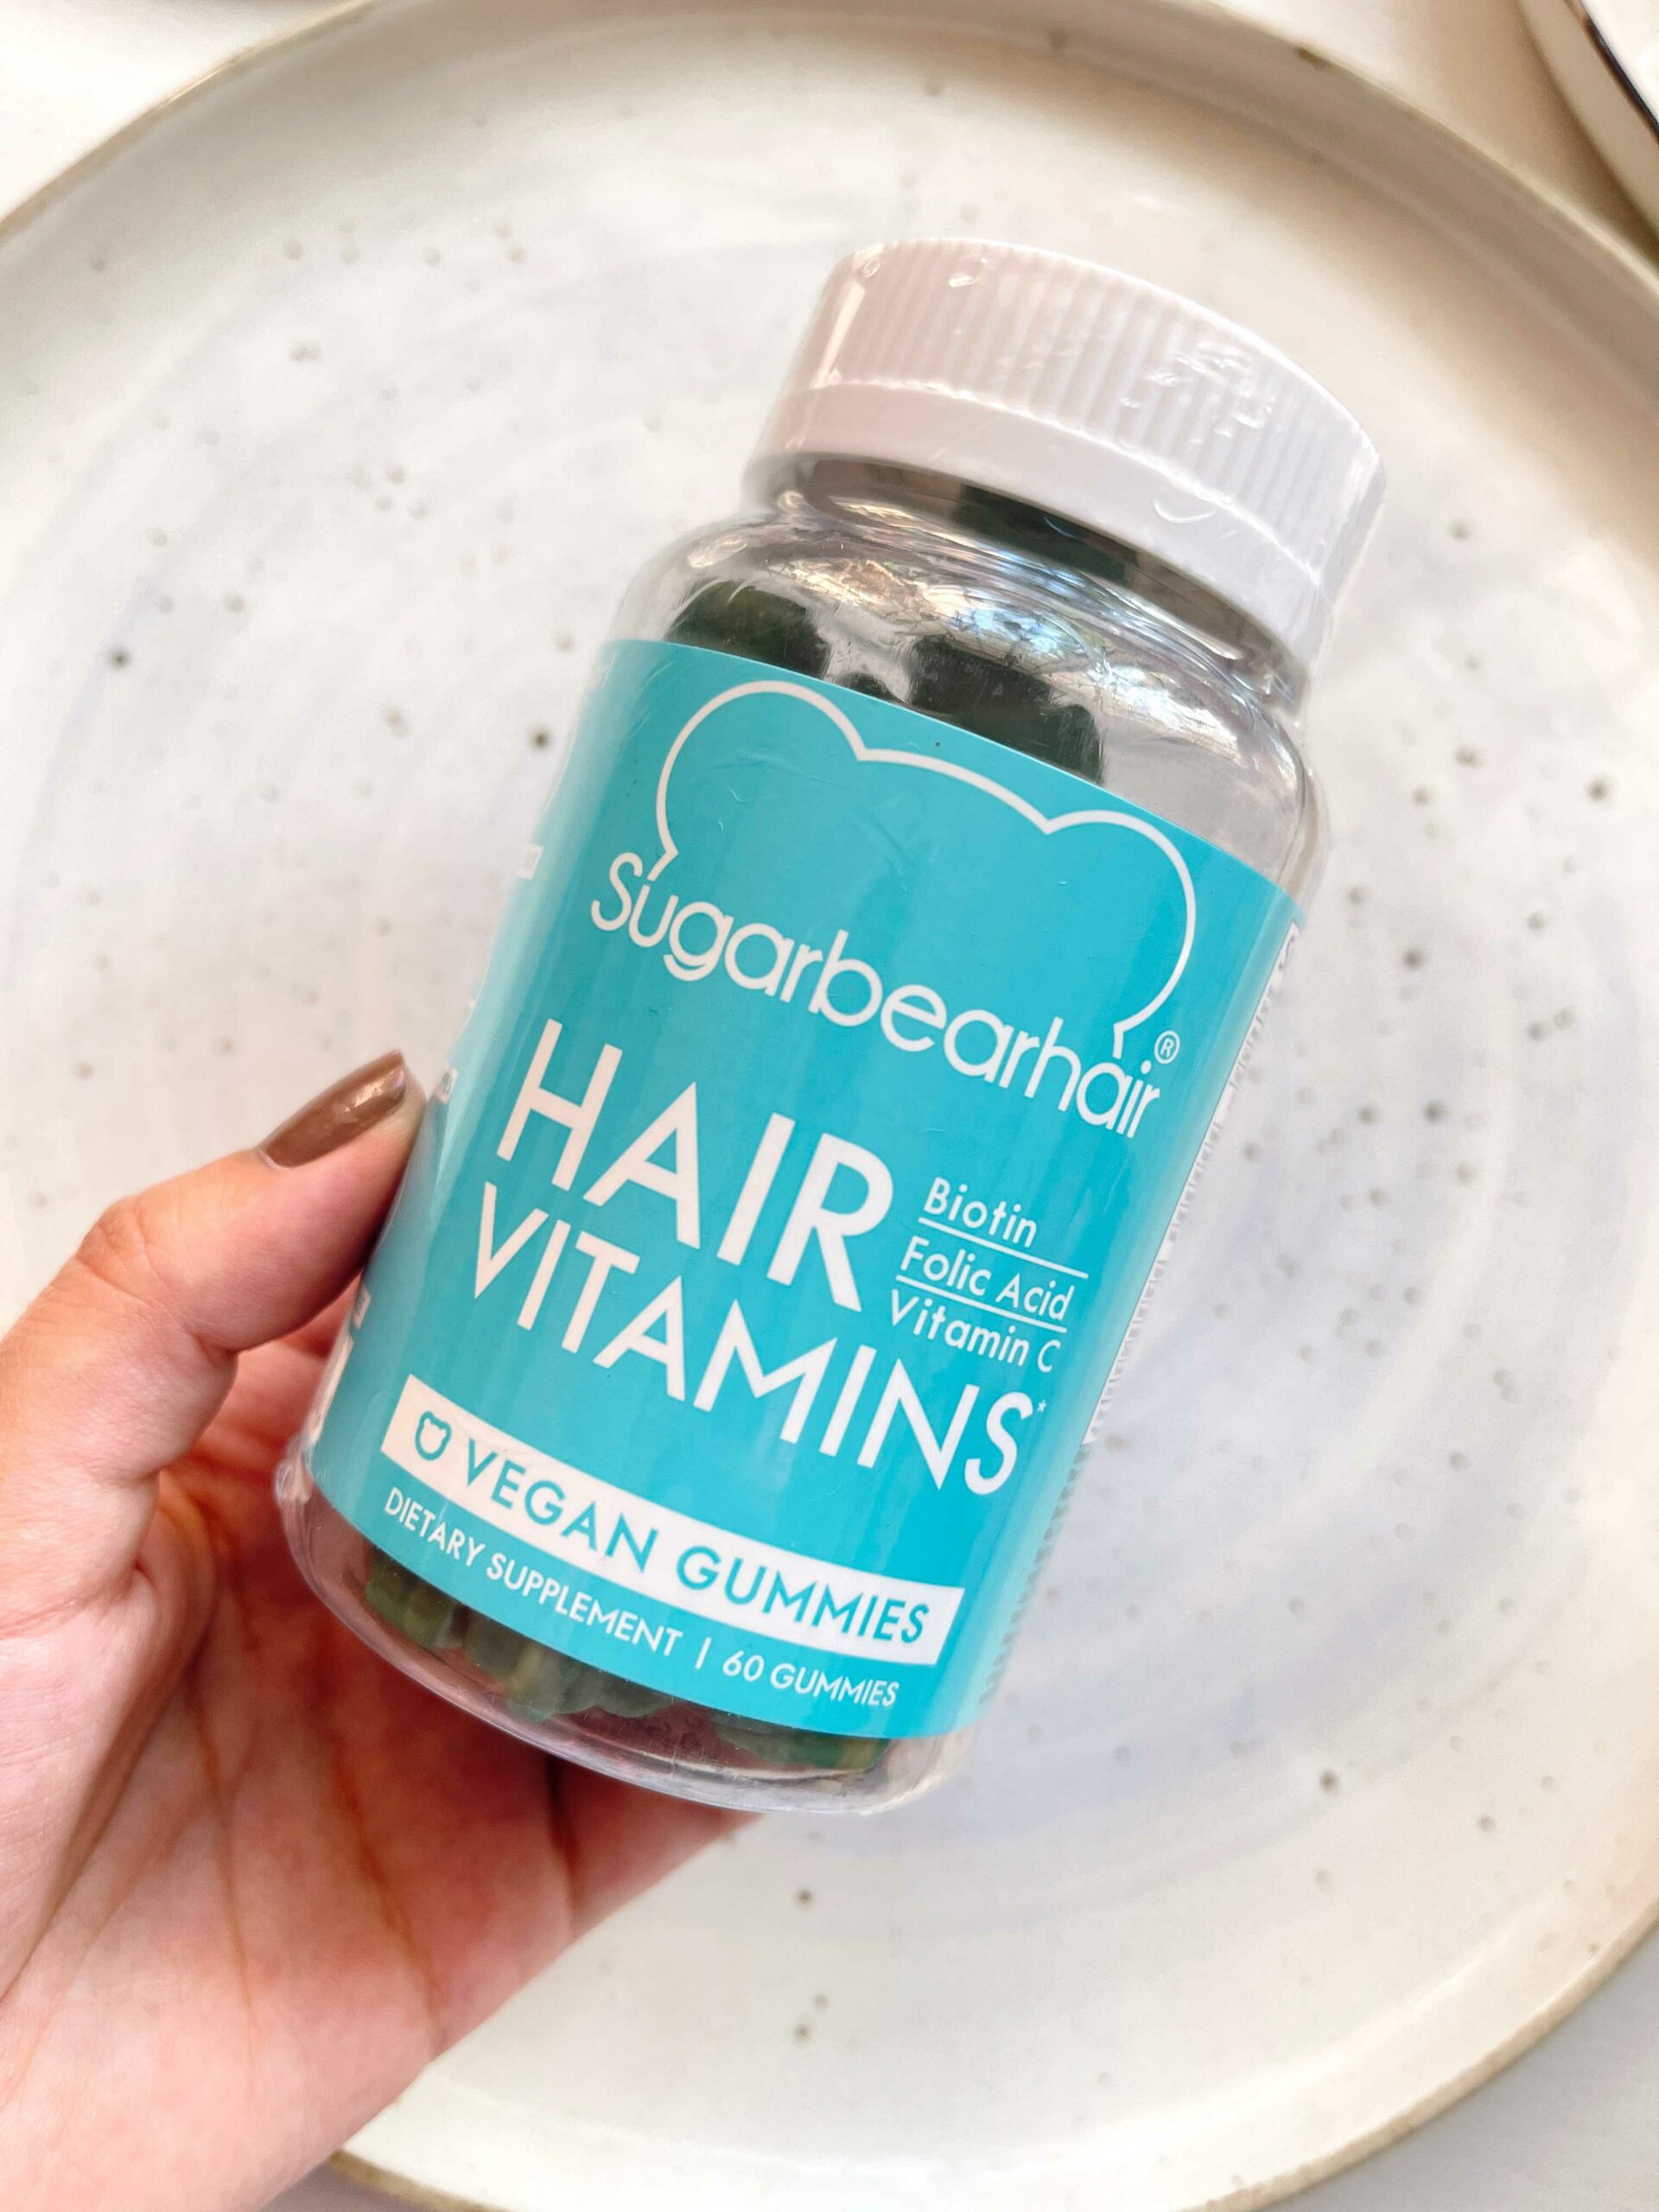 Sugarbearhair®
HAIR
VITAMINS*
Biotin
Folic Acid
Vitamin C
VEGAN GUMMIES
DIETARY SUPPLEMENT | 60 GUMMIES